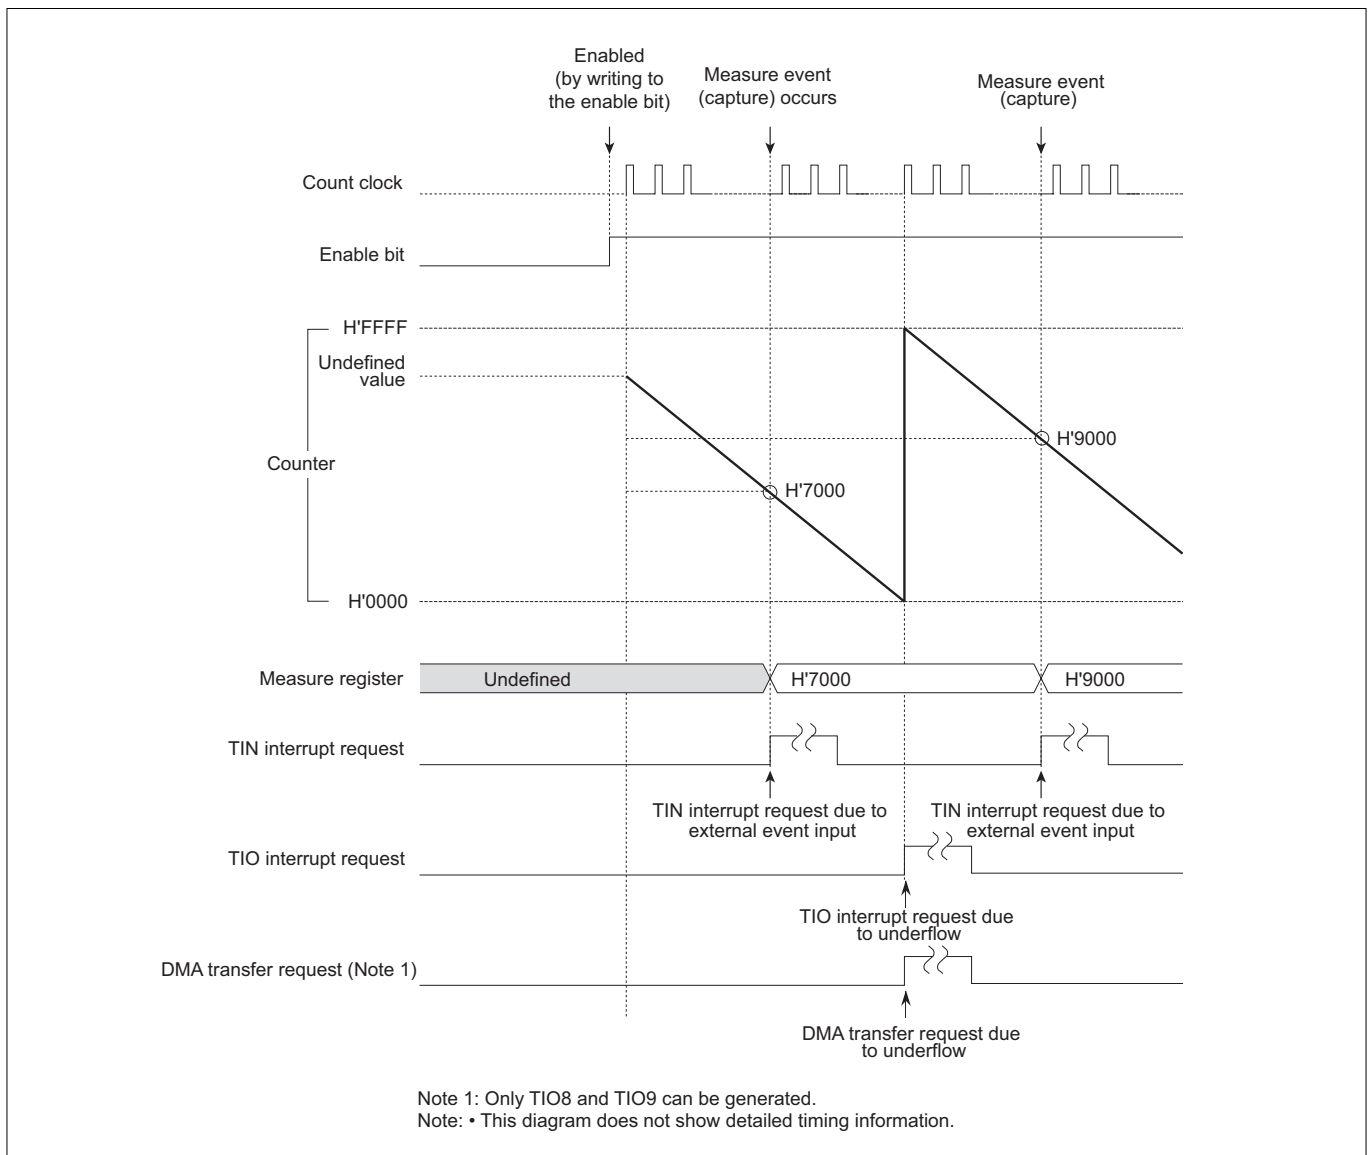 Enabled
(by writing to
the enable bit)
Measure event
(capture) occurs
Measure event
(capture)
Count clock
Enable bit
H'FFFF
Undefined
value
Counter
H'9000
H'7000
H'0000
Measure register
Undefined
H'7000
H'9000
TIN interrupt request
TIN interrupt request due to
external event input
TIN interrupt request due to
external event input
TIO interrupt request
TIO interrupt request due
to underflow
DMA transfer request (Note 1)
DMA transfer request due
to underflow
Note 1: Only TIO8 and TIO9 can be generated.
Note: • This diagram does not show detailed timing information.